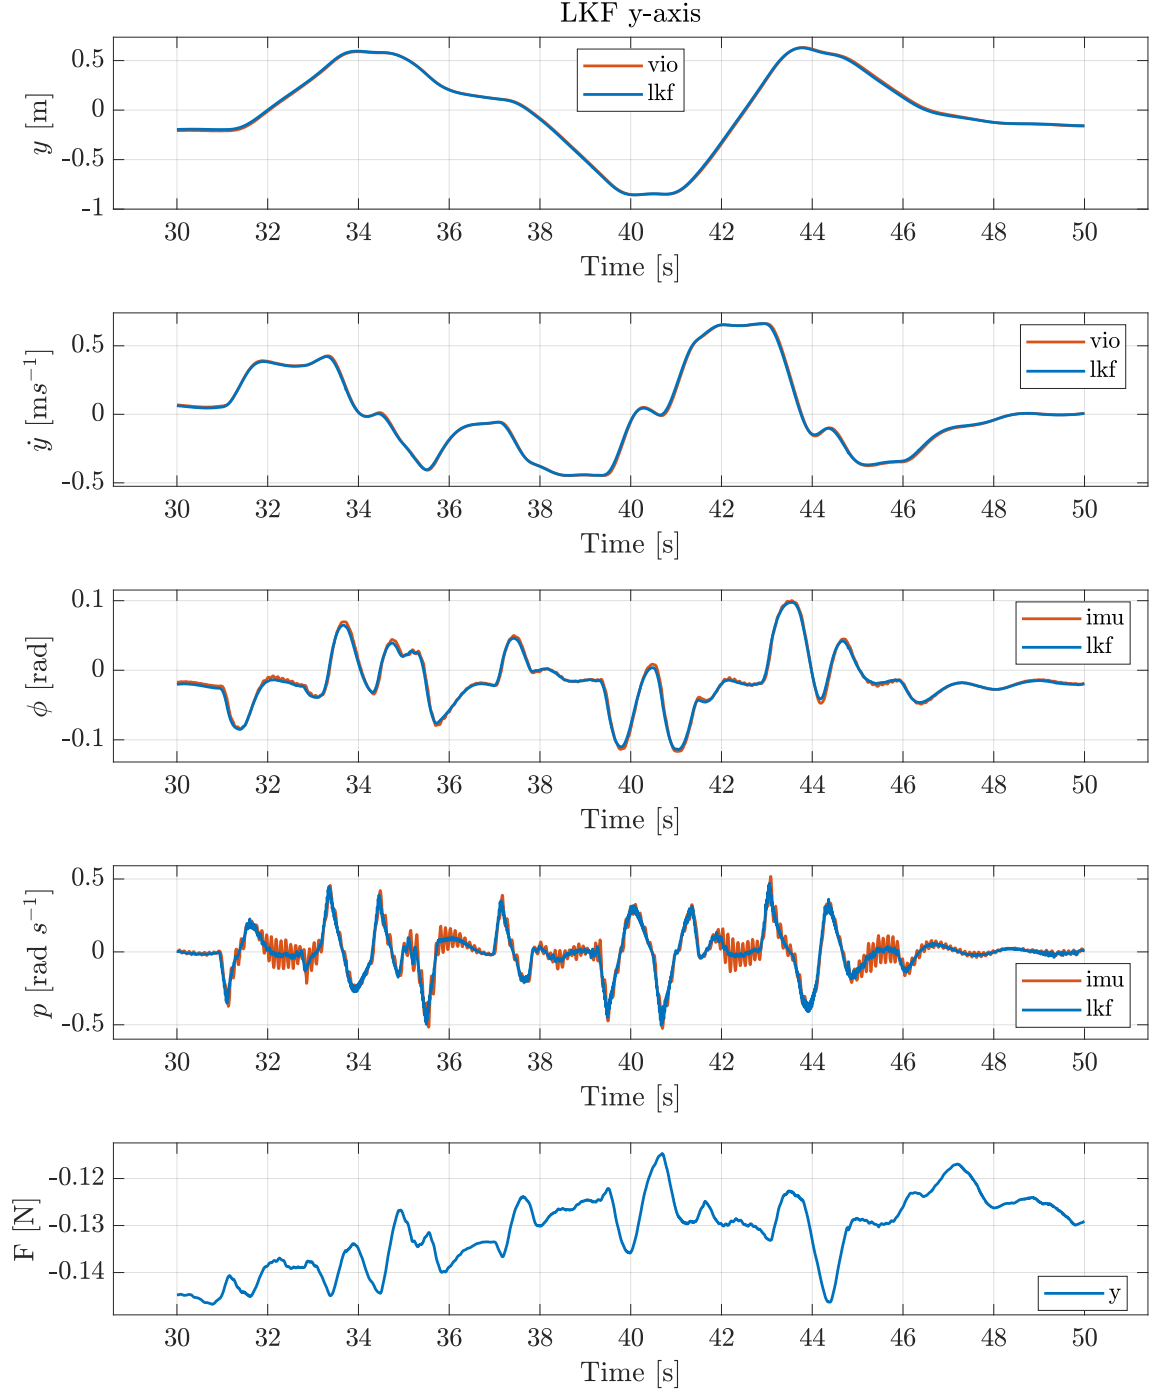 LKF y-axis
y [m]
0.5
0
-0.5
-1
vio
lkf
30 32 34 36 38 40 42 44 46 48 50
Time [s]
ẏ [ms⁻¹]
0.5
0
-0.5
vio
lkf
30 32 34 36 38 40 42 44 46 48 50
Time [s]
ϕ [rad]
0.1
0
-0.1
imu
lkf
30 32 34 36 38 40 42 44 46 48 50
Time [s]
p [rad s⁻¹]
0.5
0
-0.5
imu
lkf
30 32 34 36 38 40 42 44 46 48 50
Time [s]
F [N]
-0.12
-0.13
-0.14
y
30 32 34 36 38 40 42 44 46 48 50
Time [s]